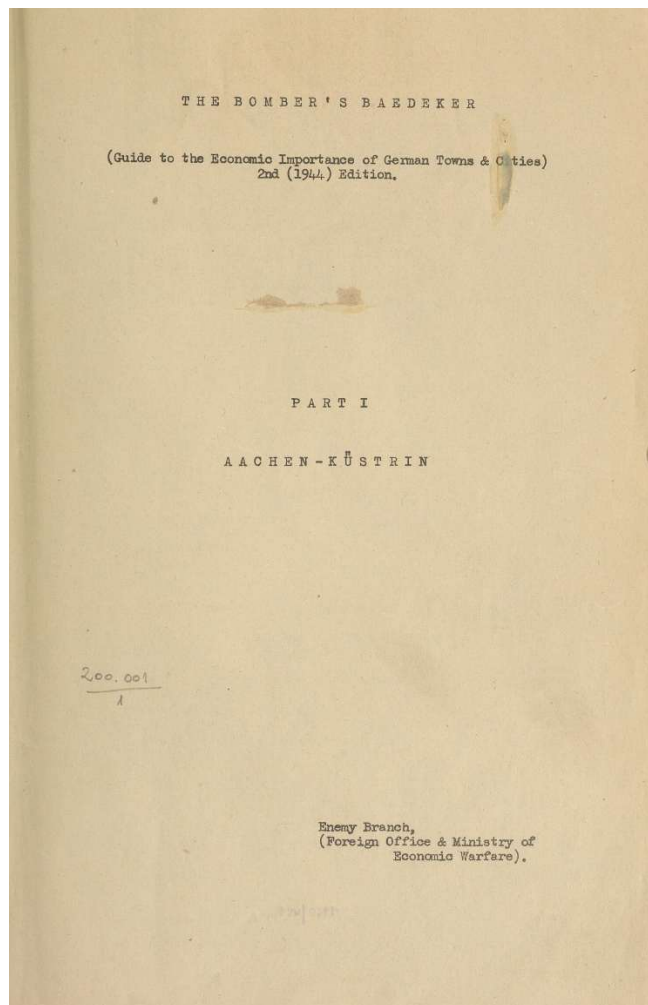 THE BOMBER'S BAEDEKER
(Guide to the Economic Importance of German Towns & Cities)
2nd (1944) Edition.
PART I
AACHEN-KÜSTRIN
200.001
1
Enemy Branch,
(Foreign Office & Ministry of
Economic Warfare).